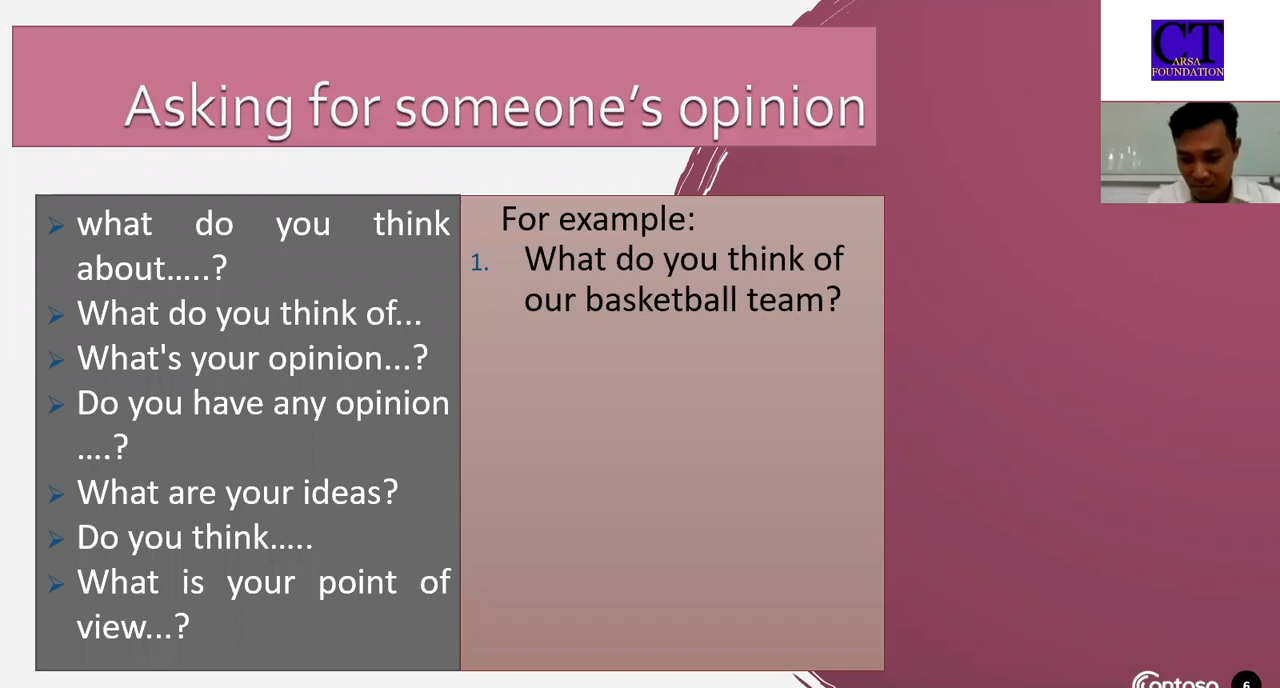 Asking for someone's opinion
CT
ARSA
FOUNDATION
what do you think
about.....?
What do you think of...
What's your opinion...?
Do you have any opinion
....?
What are your ideas?
Do you think.....
What is your point of
view...?
For example:
1. What do you think of
our basketball team?
Contoso
6